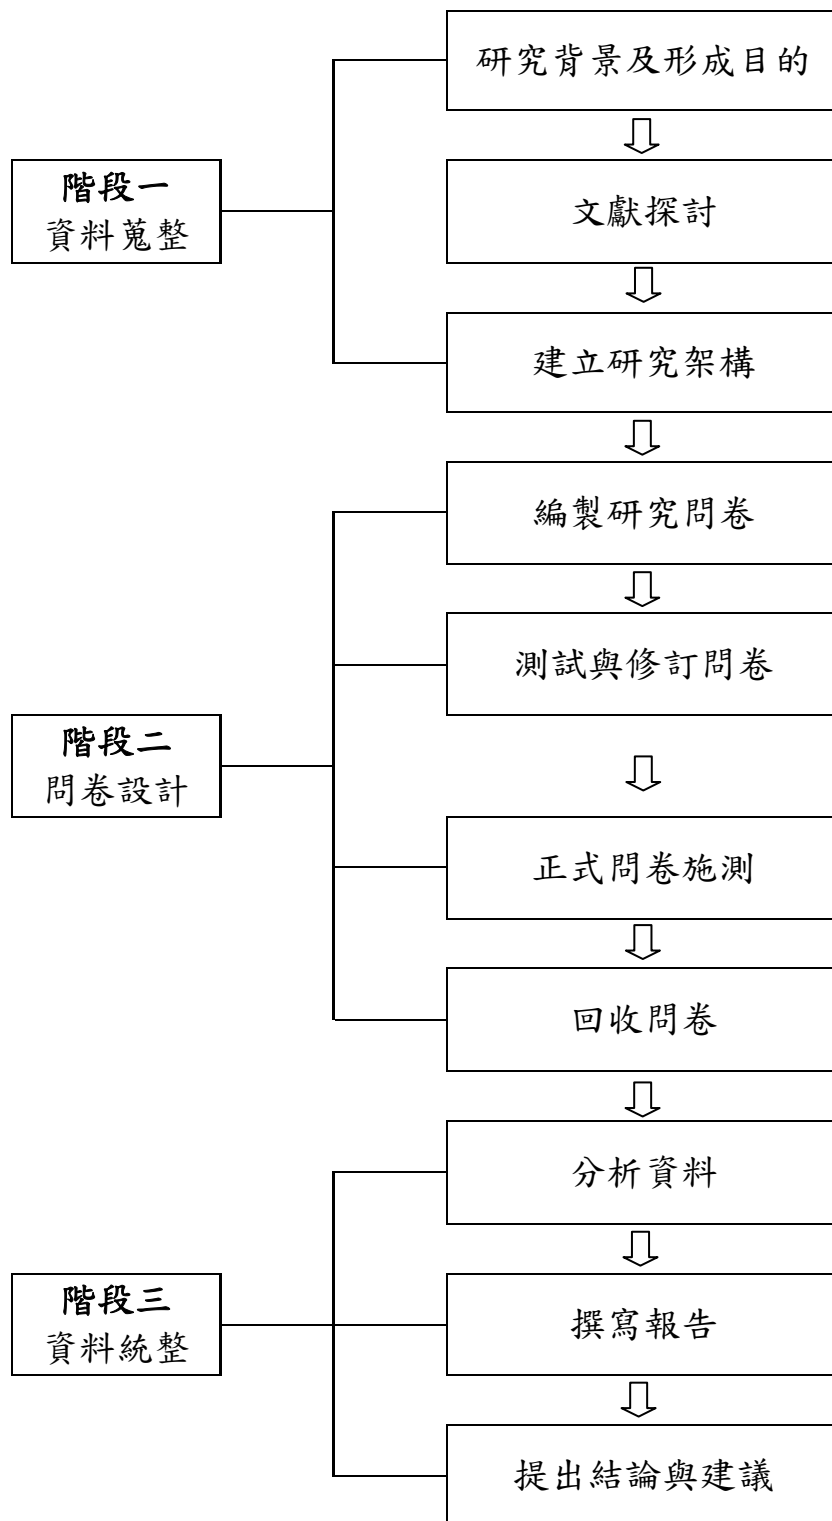 研究背景及形成目的
階段一
資料蒐整
文獻探討
建立研究架構
編製研究問卷
測試與修訂問卷
階段二
問卷設計
正式問卷施測
回收問卷
分析資料
階段三
資料統整
撰寫報告
提出結論與建議